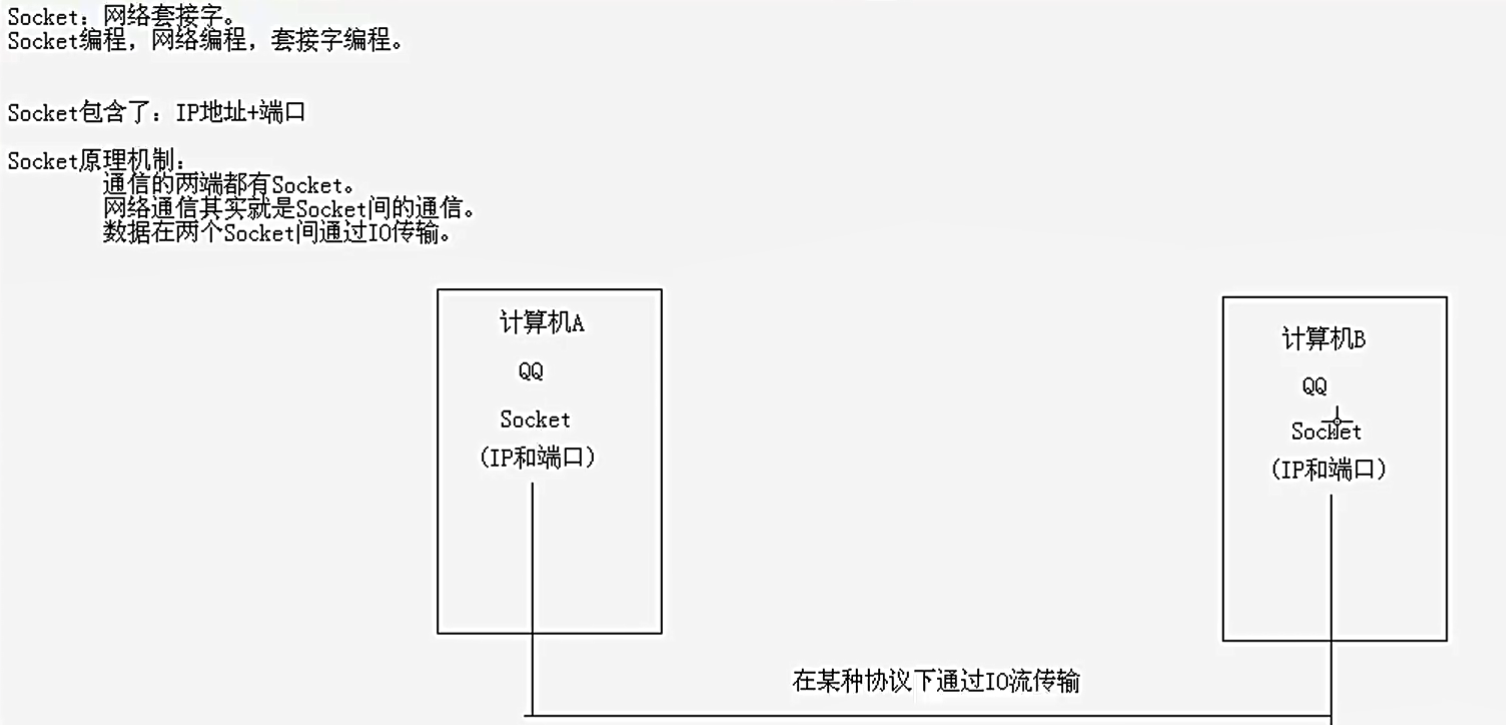 Socket：网络套接字。
Socket编程，网络编程，套接字编程。
Socket包含了：IP地址+端口
Socket原理机制：
通信的两端都有Socket。
网络通信其实就是Socket间的通信。
数据在两个Socket间通过IO传输。
计算机A
QQ
Socket
（IP和端口）
计算机B
QQ
Socket
（IP和端口）
在某种协议下通过IO流传输